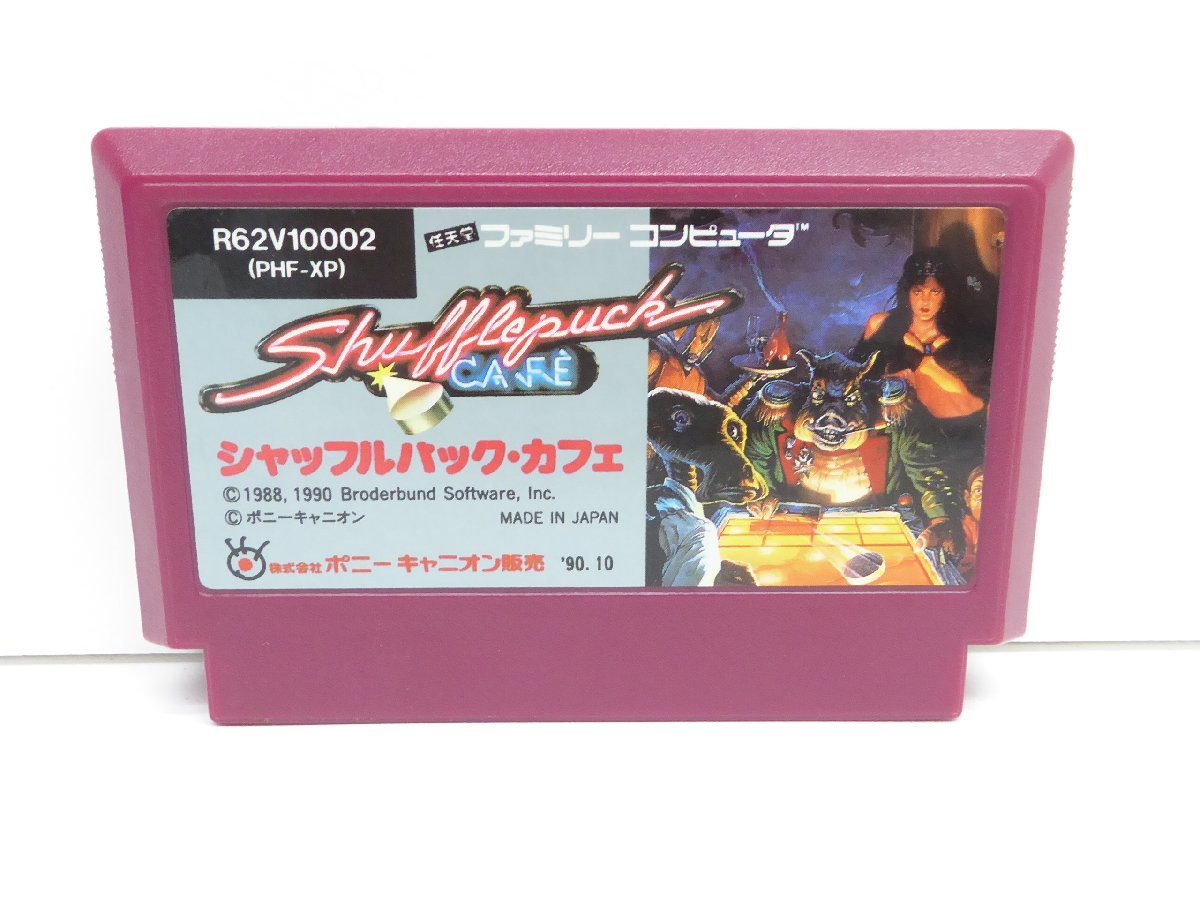 R62V10002
(PHF-XP)
任天堂 ファミリー コンピュータ™
Shufflepuck
CAFÉ
シャッフルパック・カフェ
©1988, 1990 Broderbund Software, Inc.
©ポニーキャニオン MADE IN JAPAN
株式会社 ポニーキャニオン販売 '90. 10